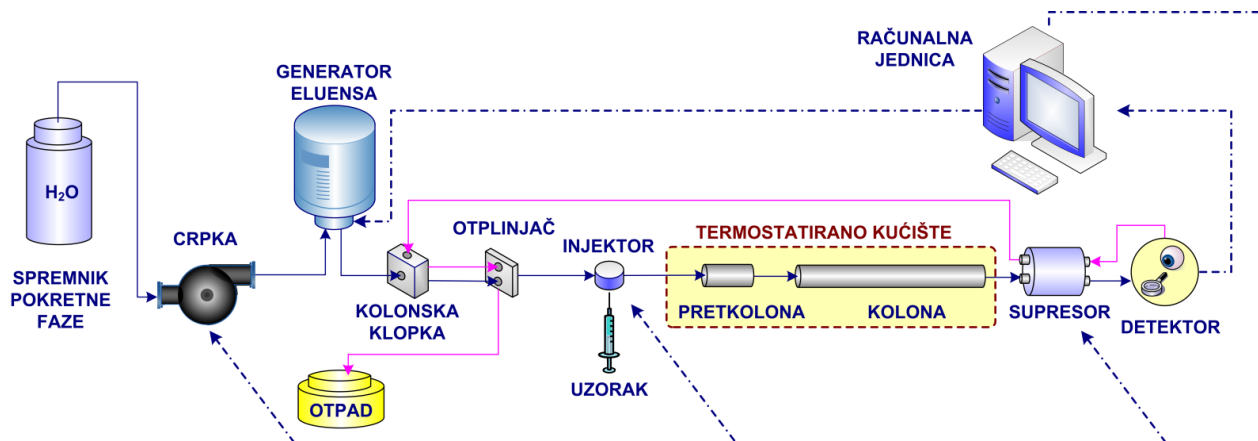 RAČUNALNA
JEDNICA
GENERATOR
ELUENSA
H₂O
CRPKA
SPREMNIK
POKRETNE
FAZE
OTPLINJAČ
INJEKTOR
TERMOSTATIRANO KUĆIŠTE
KOLONSKA
KLOPKA
PRETKOLONA
KOLONA
SUPRESOR
DETEKTOR
UZORAK
OTPAD